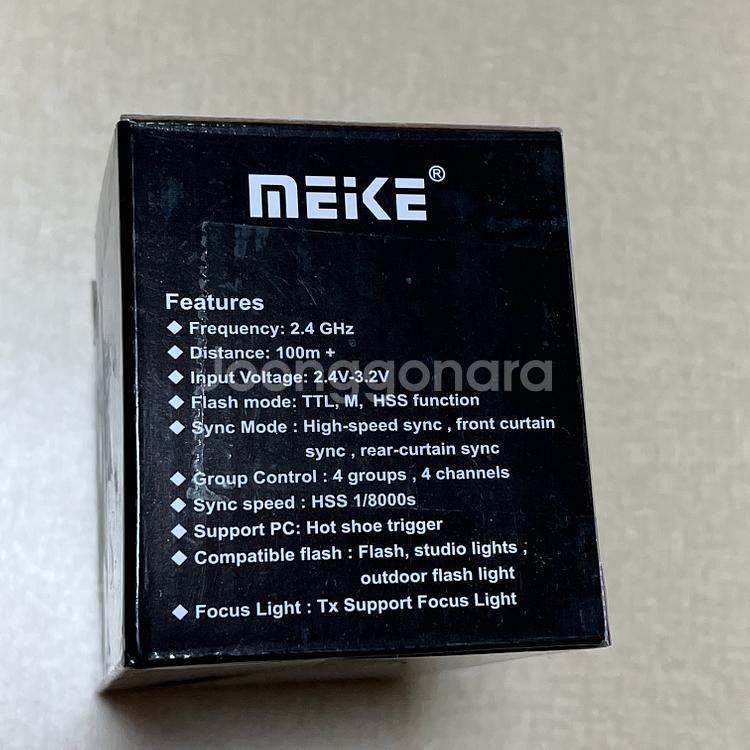 MEIKE®
Features
◆ Frequency: 2.4 GHz
◆ Distance: 100m +
◆ Input Voltage: 2.4V-3.2V
◆ Flash mode: TTL, M, HSS function
◆ Sync Mode : High-speed sync , front curtain
sync , rear-curtain sync
◆ Group Control : 4 groups , 4 channels
◆ Sync speed : HSS 1/8000s
◆ Support PC: Hot shoe trigger
◆ Compatible flash : Flash, studio lights ;
outdoor flash light
◆ Focus Light : Tx Support Focus Light
Joonggonara